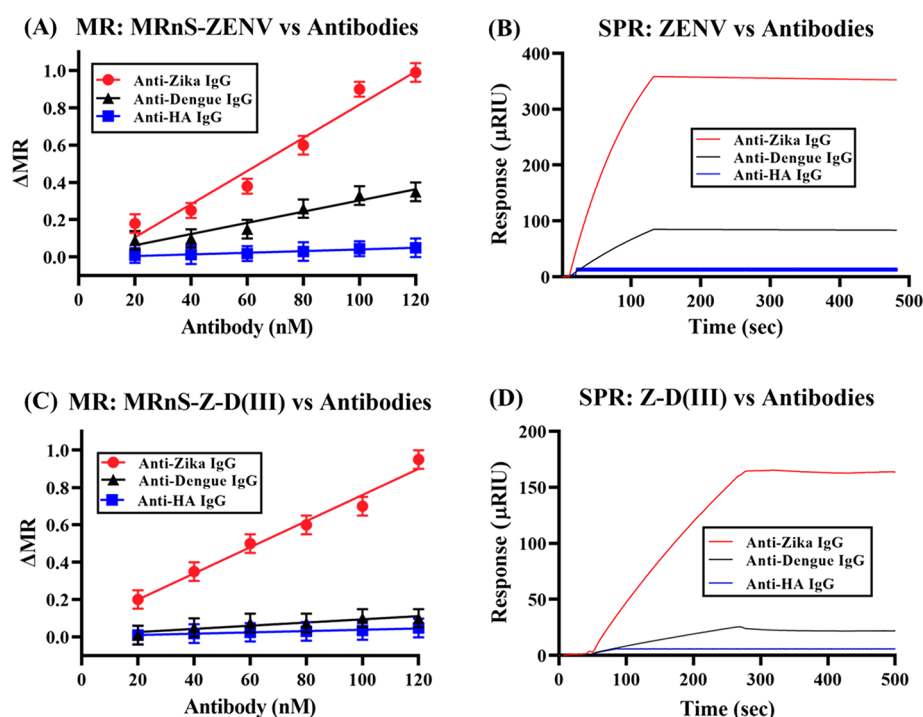 (A) MR: MRnS-ZENV vs Antibodies
1.0
0.8
0.6
0.4
0.2
0.0
ΔMR
Anti-Zika IgG
Anti-Dengue IgG
Anti-HA IgG
0 20 40 60 80 100 120
Antibody (nM)
(B) SPR: ZENV vs Antibodies
400
300
200
100
0
Response (μRIU)
Anti-Zika IgG
Anti-Dengue IgG
Anti-HA IgG
100 200 300 400 500
Time (sec)
(C) MR: MRnS-Z-D(III) vs Antibodies
1.0
0.8
0.6
0.4
0.2
0.0
ΔMR
Anti-Zika IgG
Anti-Dengue IgG
Anti-HA IgG
0 20 40 60 80 100 120
Antibody (nM)
(D) SPR: Z-D(III) vs Antibodies
200
150
100
50
0
Response (μRIU)
Anti-Zika IgG
Anti-Dengue IgG
Anti-HA IgG
0 100 200 300 400 500
Time (sec)